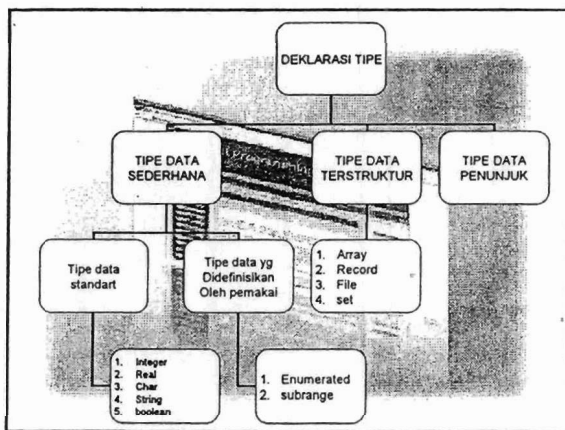 DEKLARASI TIPE
TIPE DATA
SEDERHANA
TIPE DATA
TERSTRUKTUR
TIPE DATA
PENUNJUK
Tipe data
standart
Tipe data yg
Didefinisikan
Oleh pemakai
1. Array
2. Record
3. File
4. set
1. Integer
2. Real
3. Char
4. String
5. boolean
1. Enumerated
2. subrange